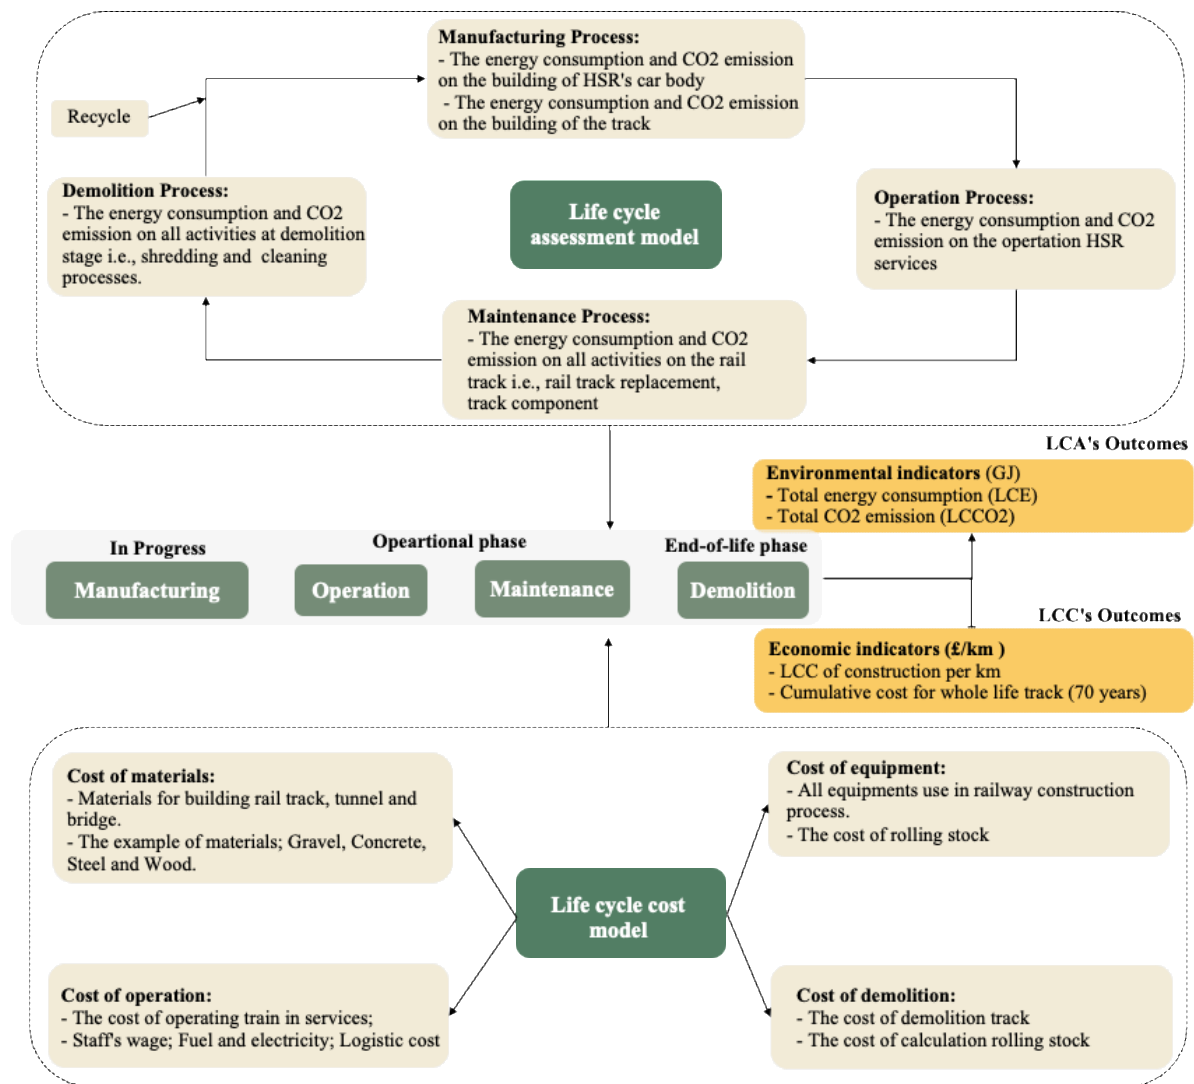 Manufacturing Process:
- The energy consumption and CO2 emission
on the building of HSR's car body
- The energy consumption and CO2 emission
on the building of the track
Recycle
Demolition Process:
- The energy consumption and CO2
emission on all activities at demolition
stage i.e., shredding and cleaning
processes.
Life cycle
assessment model
Operation Process:
- The energy consumption and CO2
emission on the opertation HSR
services
Maintenance Process:
- The energy consumption and CO2
emission on all activities on the rail
track i.e., rail track replacement,
track component
LCA's Outcomes
Environmental indicators (GJ)
- Total energy consumption (LCE)
- Total CO2 emission (LCCO2)
In Progress
Opeartional phase
End-of-life phase
Manufacturing
Operation
Maintenance
Demolition
LCC's Outcomes
Economic indicators (£/km )
- LCC of construction per km
- Cumulative cost for whole life track (70 years)
Cost of materials:
- Materials for building rail track, tunnel and
bridge.
- The example of materials; Gravel, Concrete,
Steel and Wood.
Cost of equipment:
- All equipments use in railway construction
process.
- The cost of rolling stock
Life cycle cost
model
Cost of operation:
- The cost of operating train in services;
- Staff's wage; Fuel and electricity; Logistic cost
Cost of demolition:
- The cost of demolition track
- The cost of calculation rolling stock